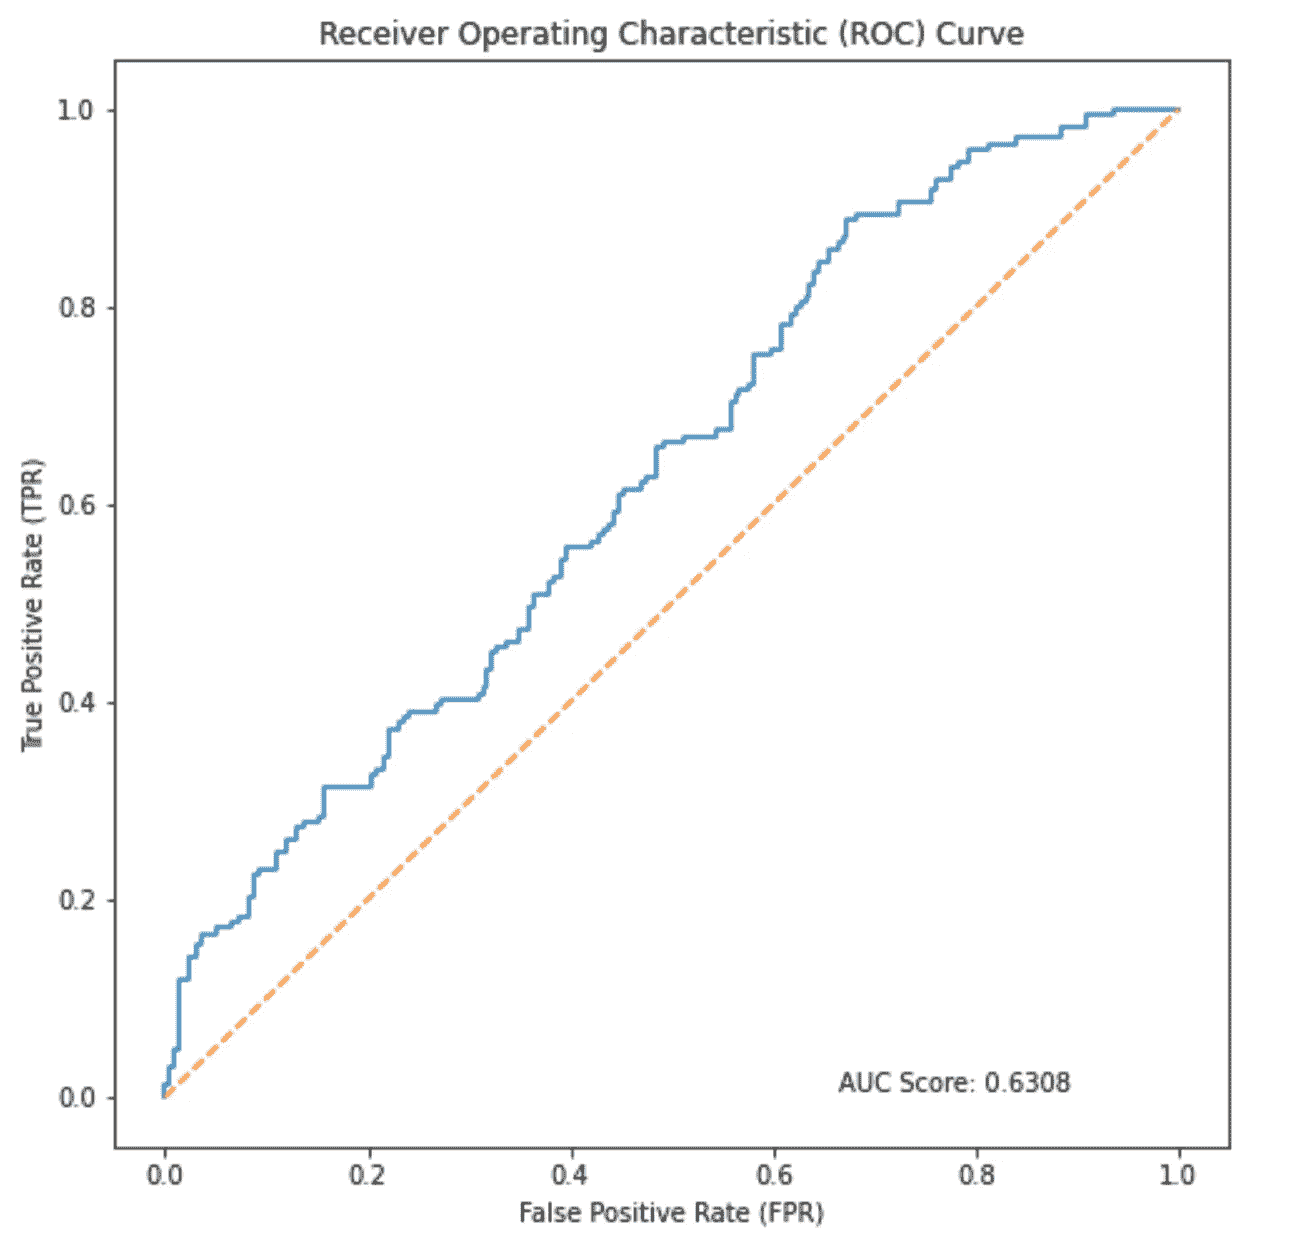 Receiver Operating Characteristic (ROC) Curve
1.0
0.8
0.6
0.4
0.2
0.0
True Positive Rate (TPR)
AUC Score: 0.6308
0.0 0.2 0.4 0.6 0.8 1.0
False Positive Rate (FPR)